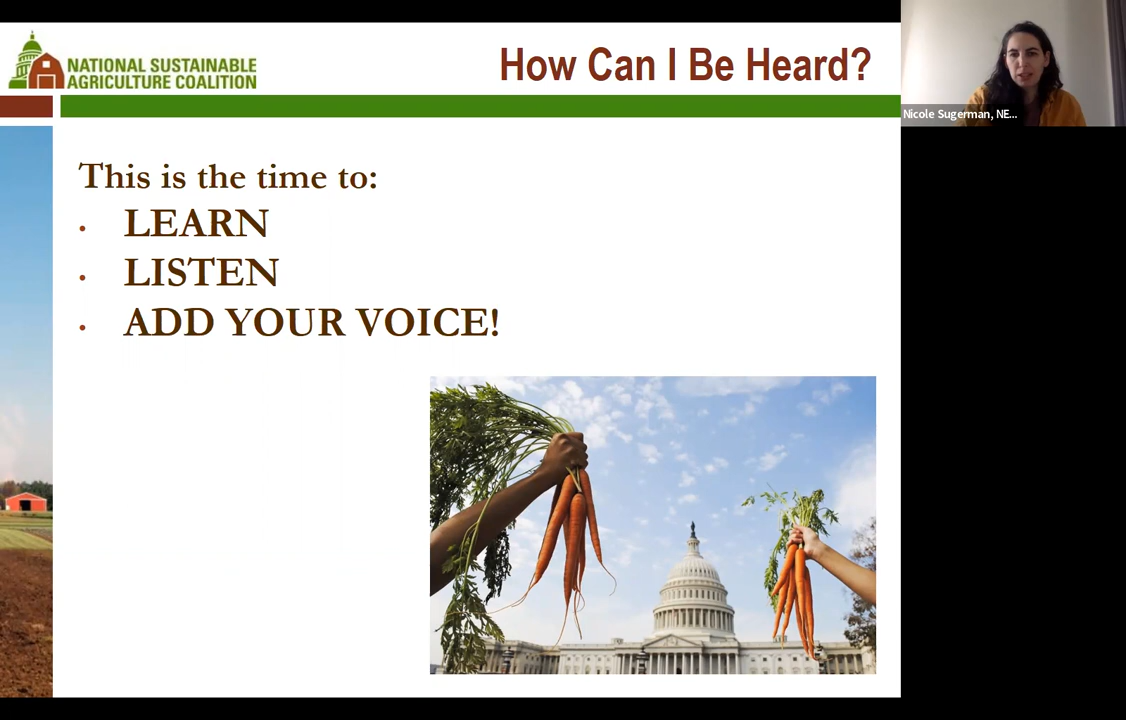 NATIONAL SUSTAINABLE
AGRICULTURE COALITION
How Can I Be Heard?
Nicole Sugerman, NE...
This is the time to:
• LEARN
• LISTEN
• ADD YOUR VOICE!